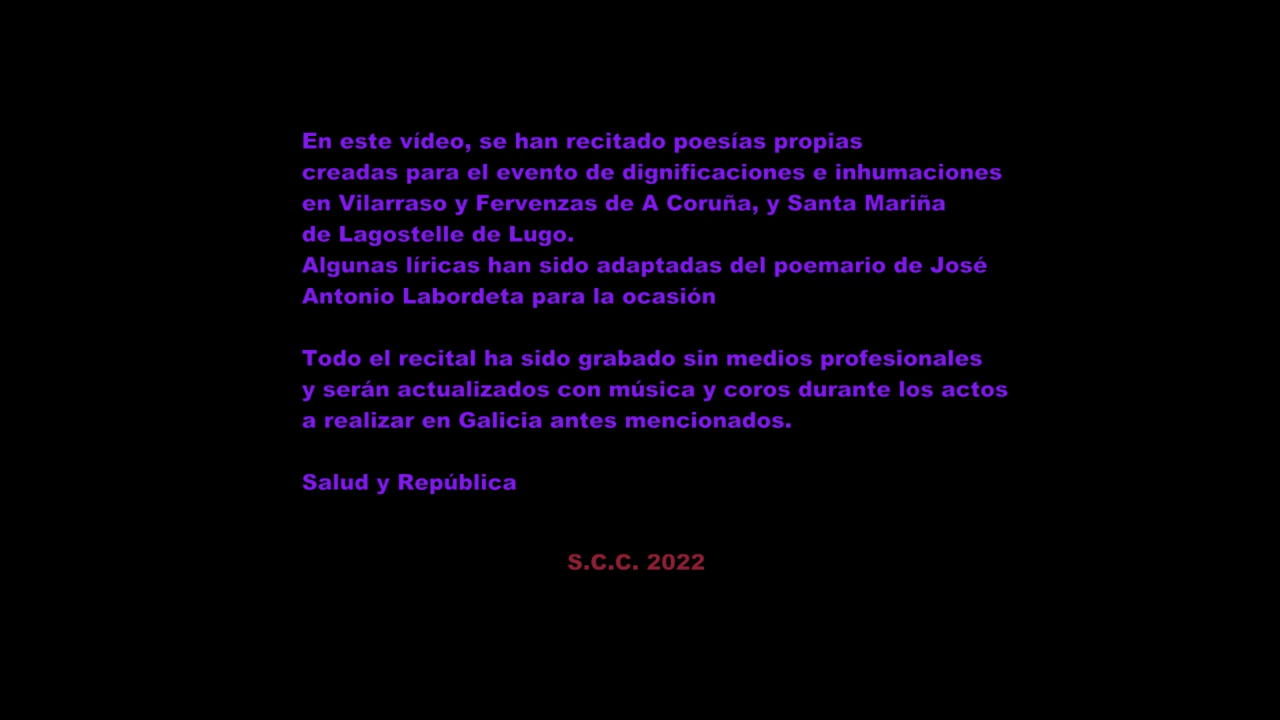 En este vídeo, se han recitado poesías propias
creadas para el evento de dignificaciones e inhumaciones
en Vilarraso y Fervenzas de A Coruña, y Santa Mariña
de Lagostelle de Lugo.
Algunas líricas han sido adaptadas del poemario de José
Antonio Labordeta para la ocasión
Todo el recital ha sido grabado sin medios profesionales
y serán actualizados con música y coros durante los actos
a realizar en Galicia antes mencionados.
Salud y República
S.C.C. 2022